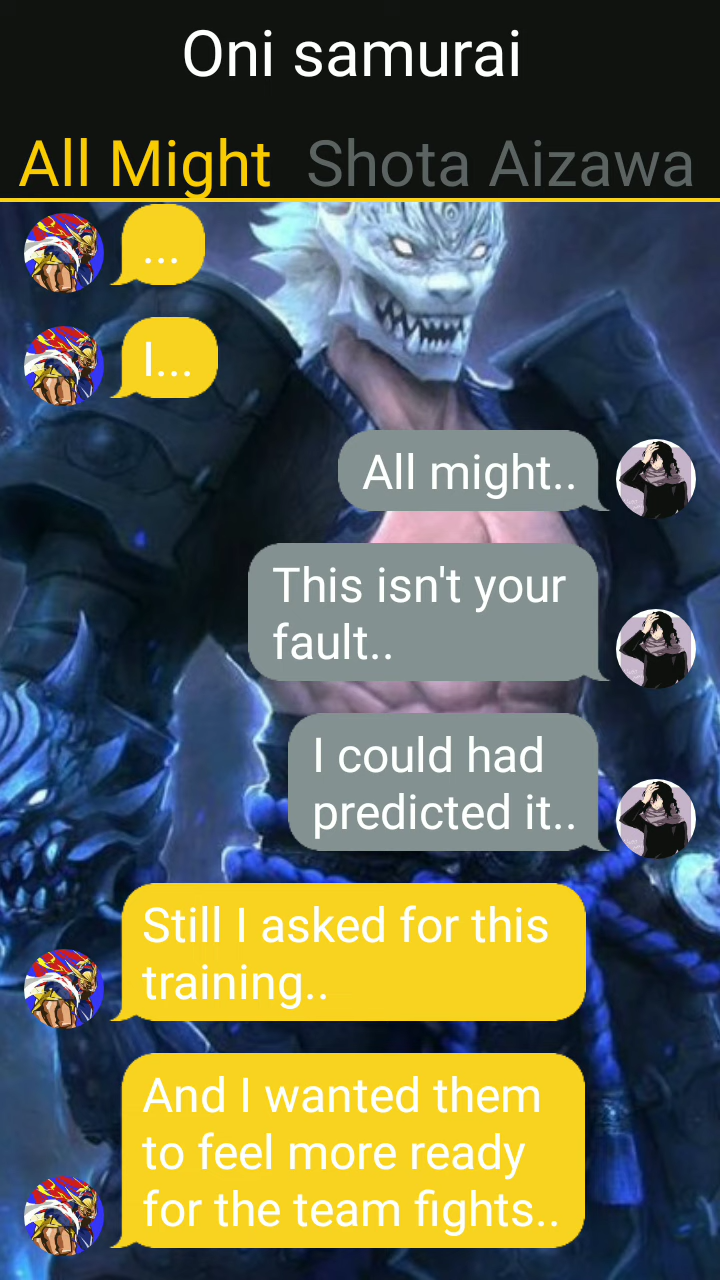 Oni samurai
All Might Shota Aizawa
...
I...
All might..
This isn't your
fault..
I could had
predicted it..
Still I asked for this
training..
And I wanted them
to feel more ready
for the team fights..